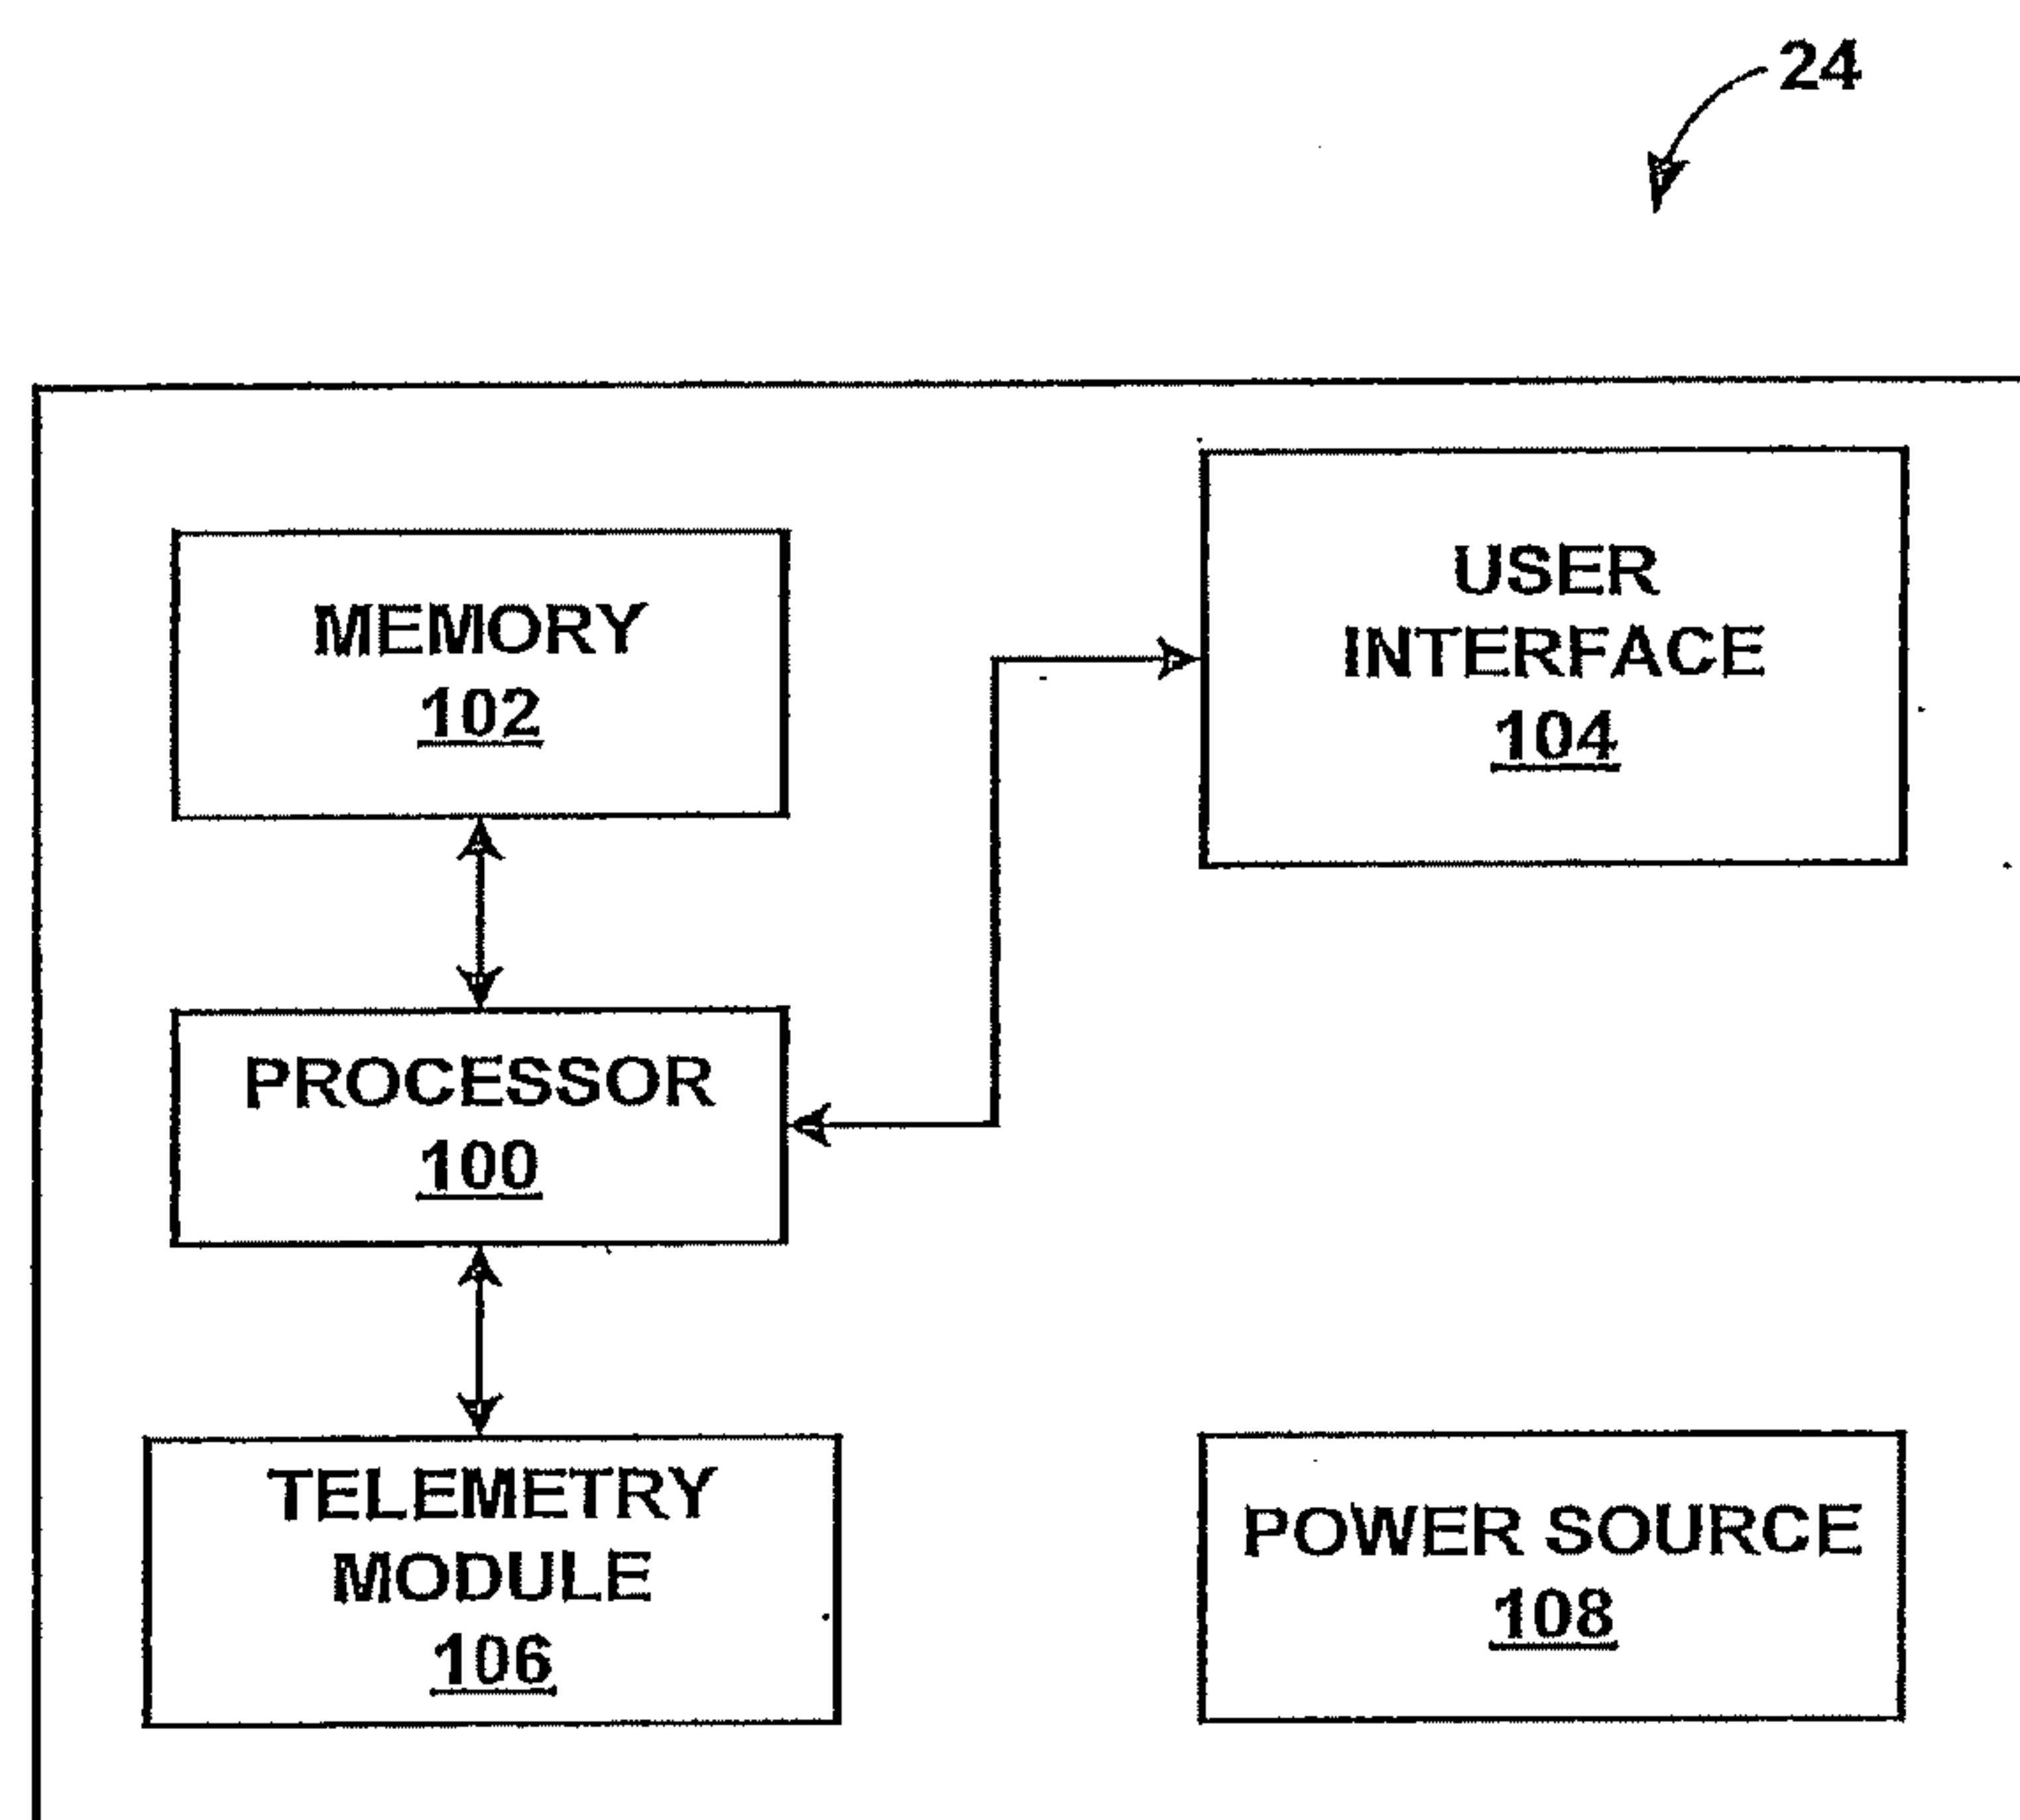 24
MEMORY
102
USER
INTERFACE
104
PROCESSOR
100
TELEMETRY
MODULE
106
POWER SOURCE
108